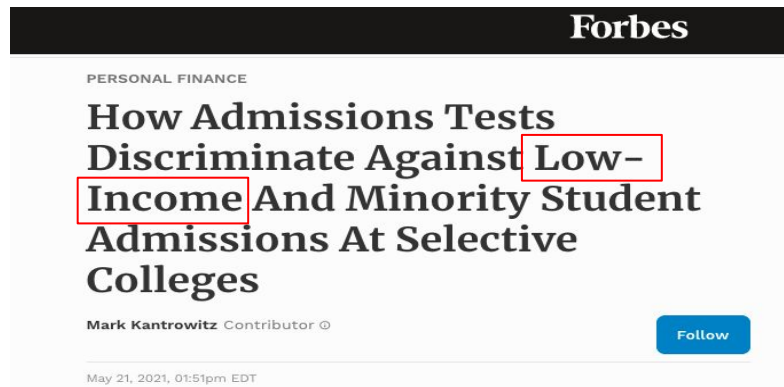 Forbes
PERSONAL FINANCE
How Admissions Tests
Discriminate Against Low-
Income And Minority Student
Admissions At Selective
Colleges
Mark Kantrowitz Contributor
Follow
May 21, 2021, 01:51pm EDT